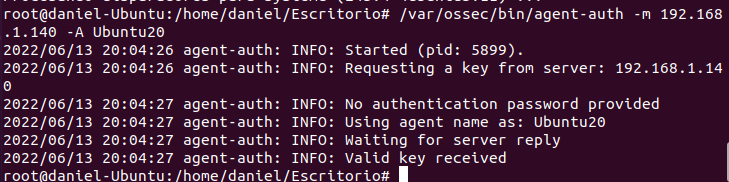 root@daniel-Ubuntu:/home/daniel/Escritorio# /var/ossec/bin/agent-auth -m 192.168
.1.140 -A Ubuntu20
2022/06/13 20:04:26 agent-auth: INFO: Started (pid: 5899).
2022/06/13 20:04:26 agent-auth: INFO: Requesting a key from server: 192.168.1.14
0
2022/06/13 20:04:27 agent-auth: INFO: No authentication password provided
2022/06/13 20:04:27 agent-auth: INFO: Using agent name as: Ubuntu20
2022/06/13 20:04:27 agent-auth: INFO: Waiting for server reply
2022/06/13 20:04:27 agent-auth: INFO: Valid key received
root@daniel-Ubuntu:/home/daniel/Escritorio#